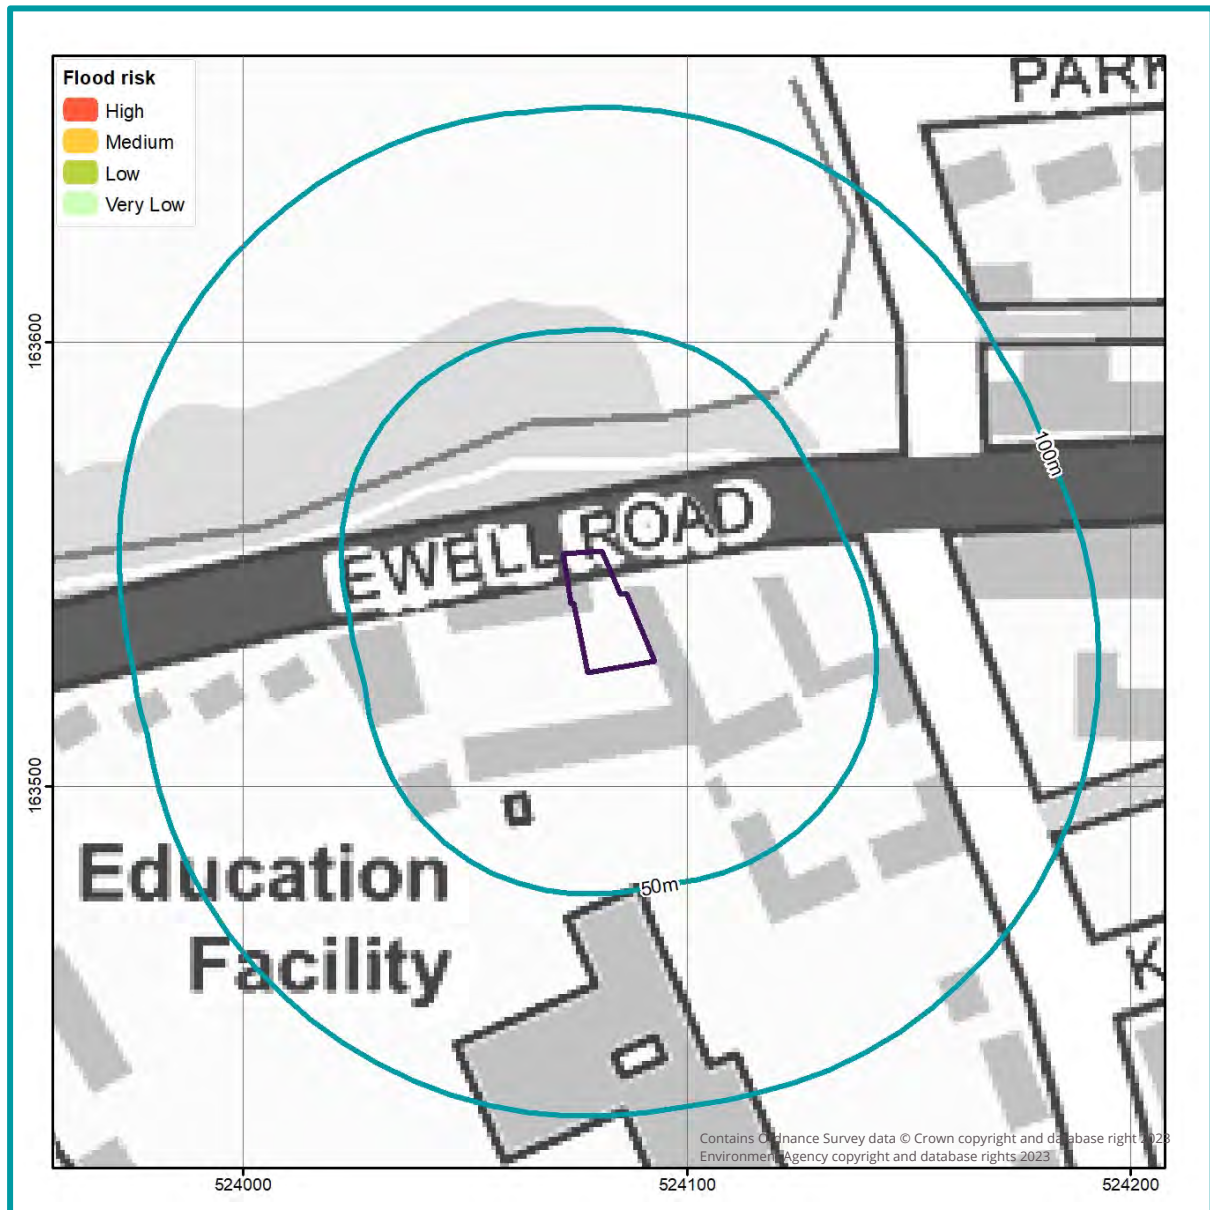 Flood risk
High
Medium
Low
Very Low
PARK
163600
100m
EWELL ROAD
163500
50m
Education
Facility
K
Contains Ordnance Survey data © Crown copyright and database right 2023
Environment Agency copyright and database rights 2023
524000
524100
524200